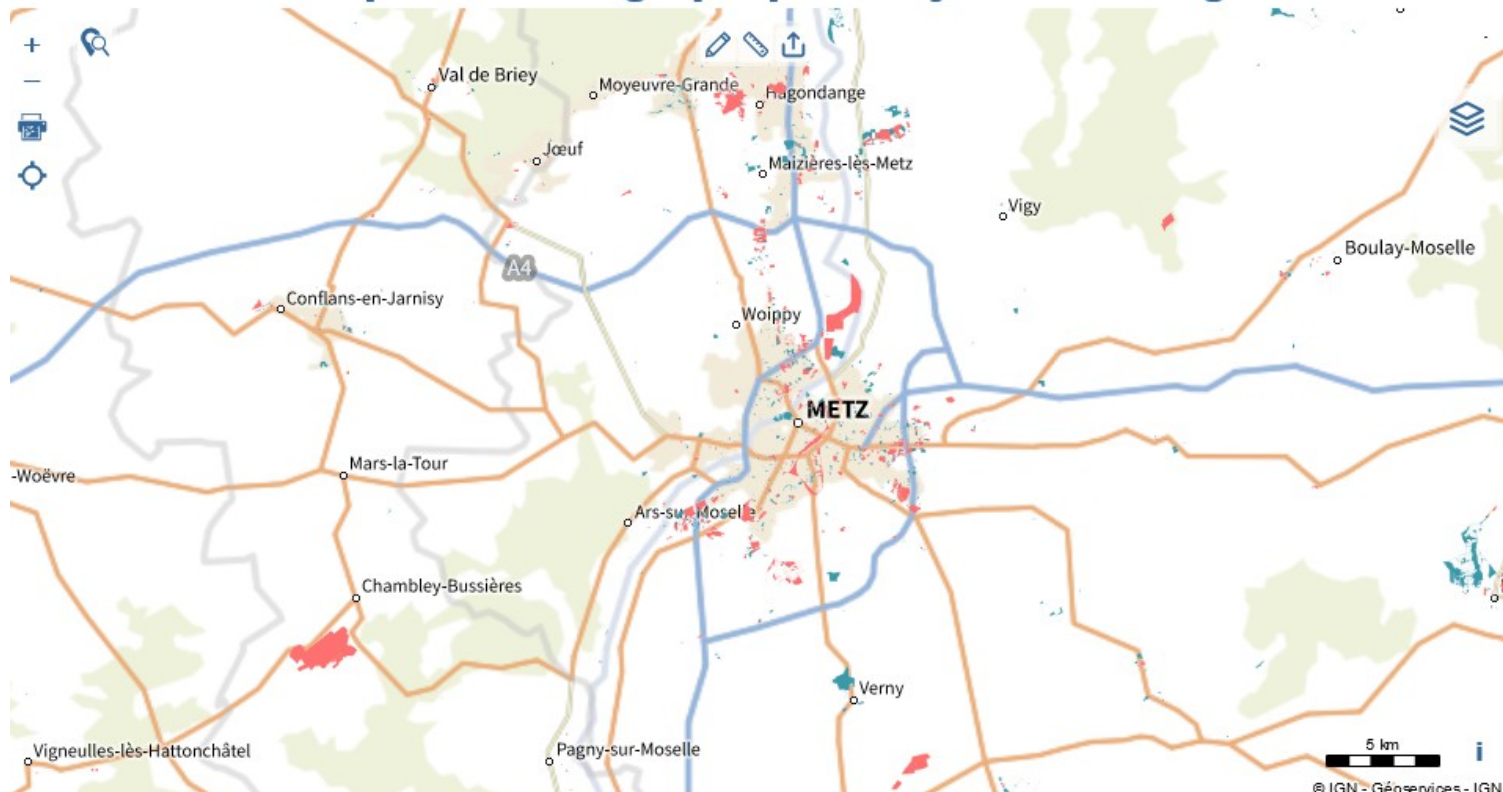 Val de Briey
Moyeuvre-Grande
Hagondange
Jœuf
Maizières-lès-Metz
Vigy
Boulay-Moselle
A4
Conflans-en-Jarnisy
Woippy
METZ
Mars-la-Tour
-Woëvre
Ars-sur-Moselle
Chambley-Bussières
Verny
Vigneulles-lès-Hattonchâtel
Pagny-sur-Moselle
5 km
i
© IGN - Géoservices - IGN